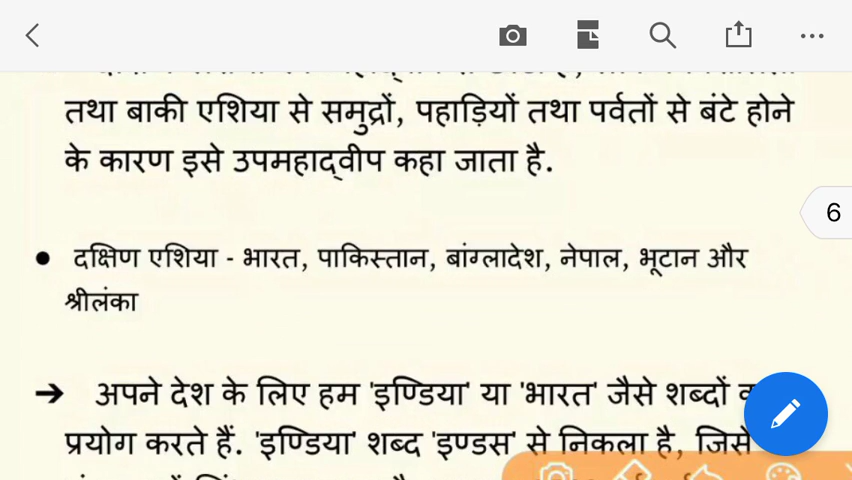 तथा बाकी एशिया से समुद्रों, पहाड़ियों तथा पर्वतों से बंटे होने
के कारण इसे उपमहाद्वीप कहा जाता है.
6
● दक्षिण एशिया - भारत, पाकिस्तान, बांग्लादेश, नेपाल, भूटान और
श्रीलंका
➔ अपने देश के लिए हम 'इण्डिया' या 'भारत' जैसे शब्दों
प्रयोग करते हैं. 'इण्डिया' शब्द 'इण्डस' से निकला है, जिसे